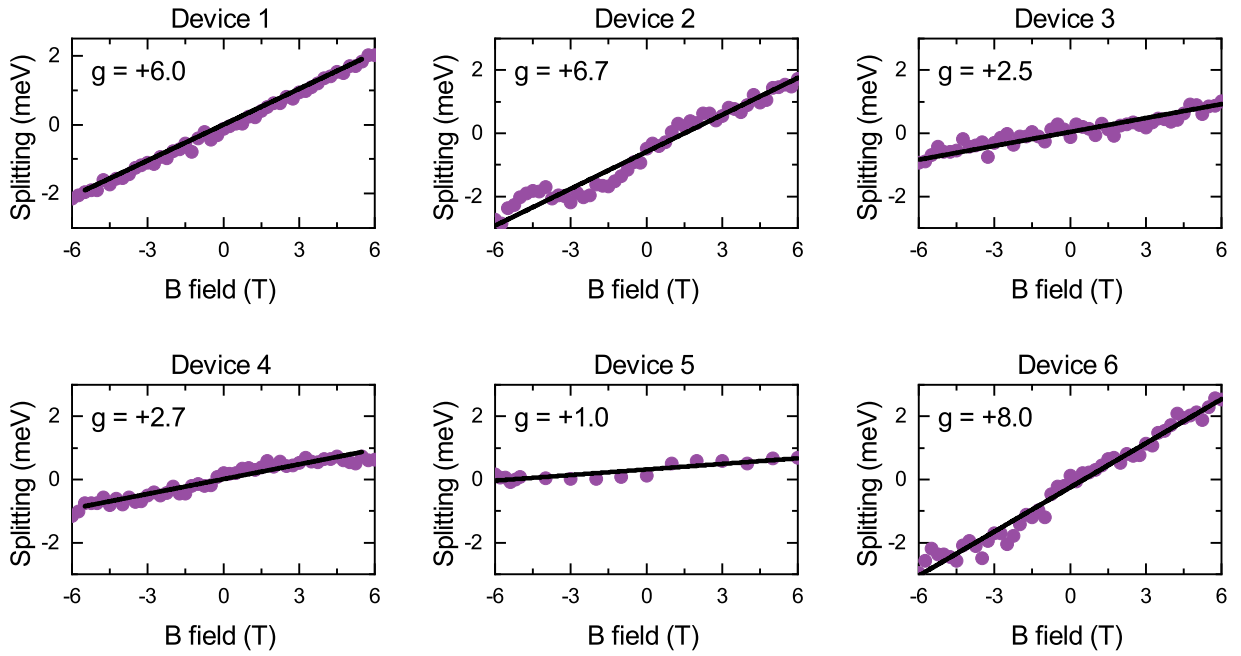 Device 1
Device 2
Device 3
Splitting (meV)
2
0
-2
g = +6.0
-6 -3 0 3 6
B field (T)
Splitting (meV)
2
0
-2
g = +6.7
-6 -3 0 3 6
B field (T)
Splitting (meV)
2
0
-2
g = +2.5
-6 -3 0 3 6
B field (T)
Device 4
Device 5
Device 6
Splitting (meV)
2
0
-2
g = +2.7
-6 -3 0 3 6
B field (T)
Splitting (meV)
2
0
-2
g = +1.0
-6 -3 0 3 6
B field (T)
Splitting (meV)
2
0
-2
g = +8.0
-6 -3 0 3 6
B field (T)